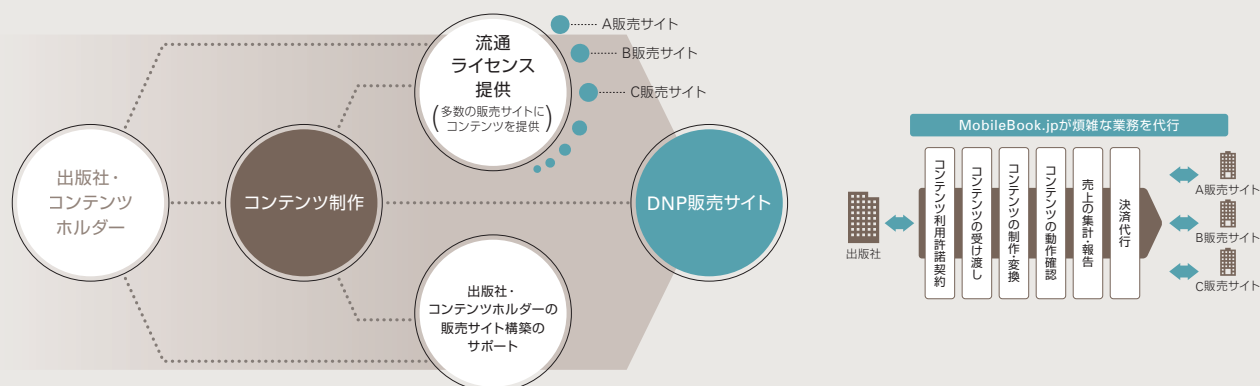 出版社・
コンテンツ
ホルダー
コンテンツ制作
流通
ライセンス
提供
(多数の販売サイトに
コンテンツを提供)
A販売サイト
B販売サイト
C販売サイト
DNP販売サイト
出版社・
コンテンツホルダーの
販売サイト構築の
サポート
MobileBook.jpが煩雑な業務を代行
出版社
コンテンツ利用許諾契約
コンテンツの受け渡し
コンテンツの制作・変換
コンテンツの動作確認
売上の集計・報告
決済代行
A販売サイト
B販売サイト
C販売サイト